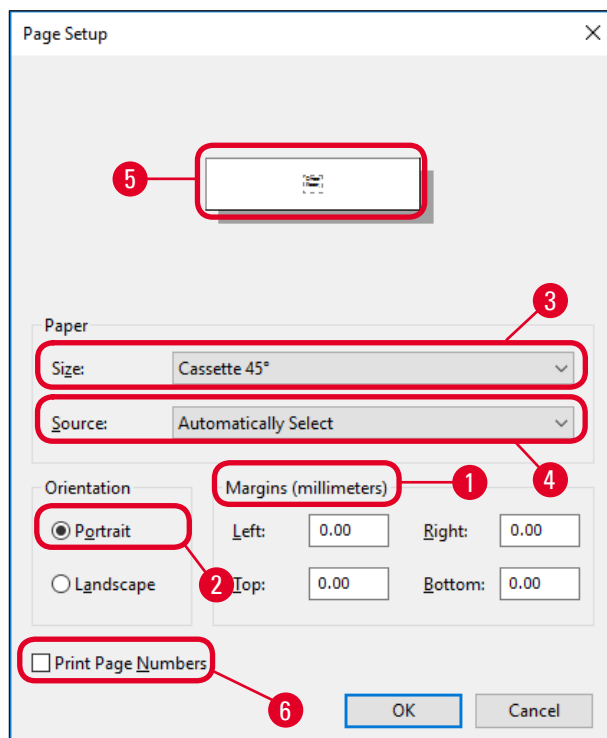 Page Setup
5
3
Paper
Size: Cassette 45°
Source: Automatically Select
4
Orientation
Margins (millimeters)
1
Portrait
Left: 0.00 Right: 0.00
2
Landscape
Top: 0.00 Bottom: 0.00
Print Page Numbers
6
OK Cancel